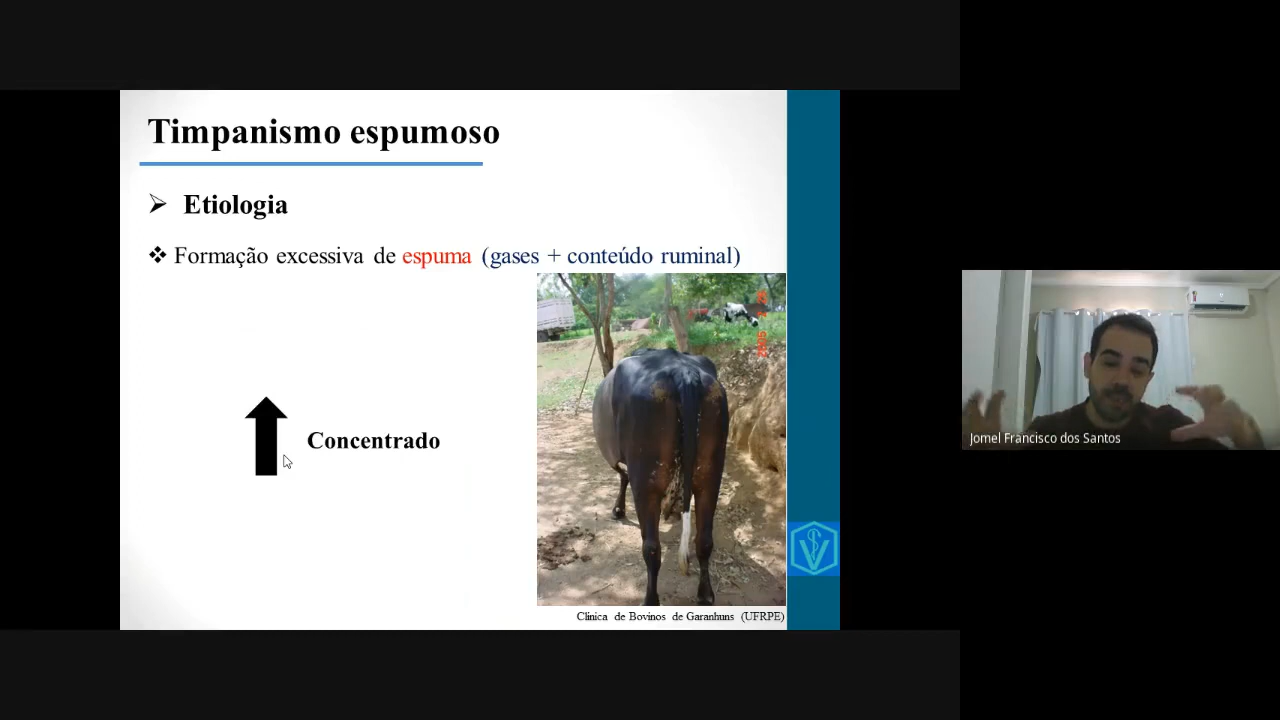 Timpanismo espumoso
Etiologia
Formação excessiva de espuma (gases + conteúdo ruminal)
Concentrado
Clínica de Bovinos de Garanhuns (UFRPE)
Jomel Francisco dos Santos